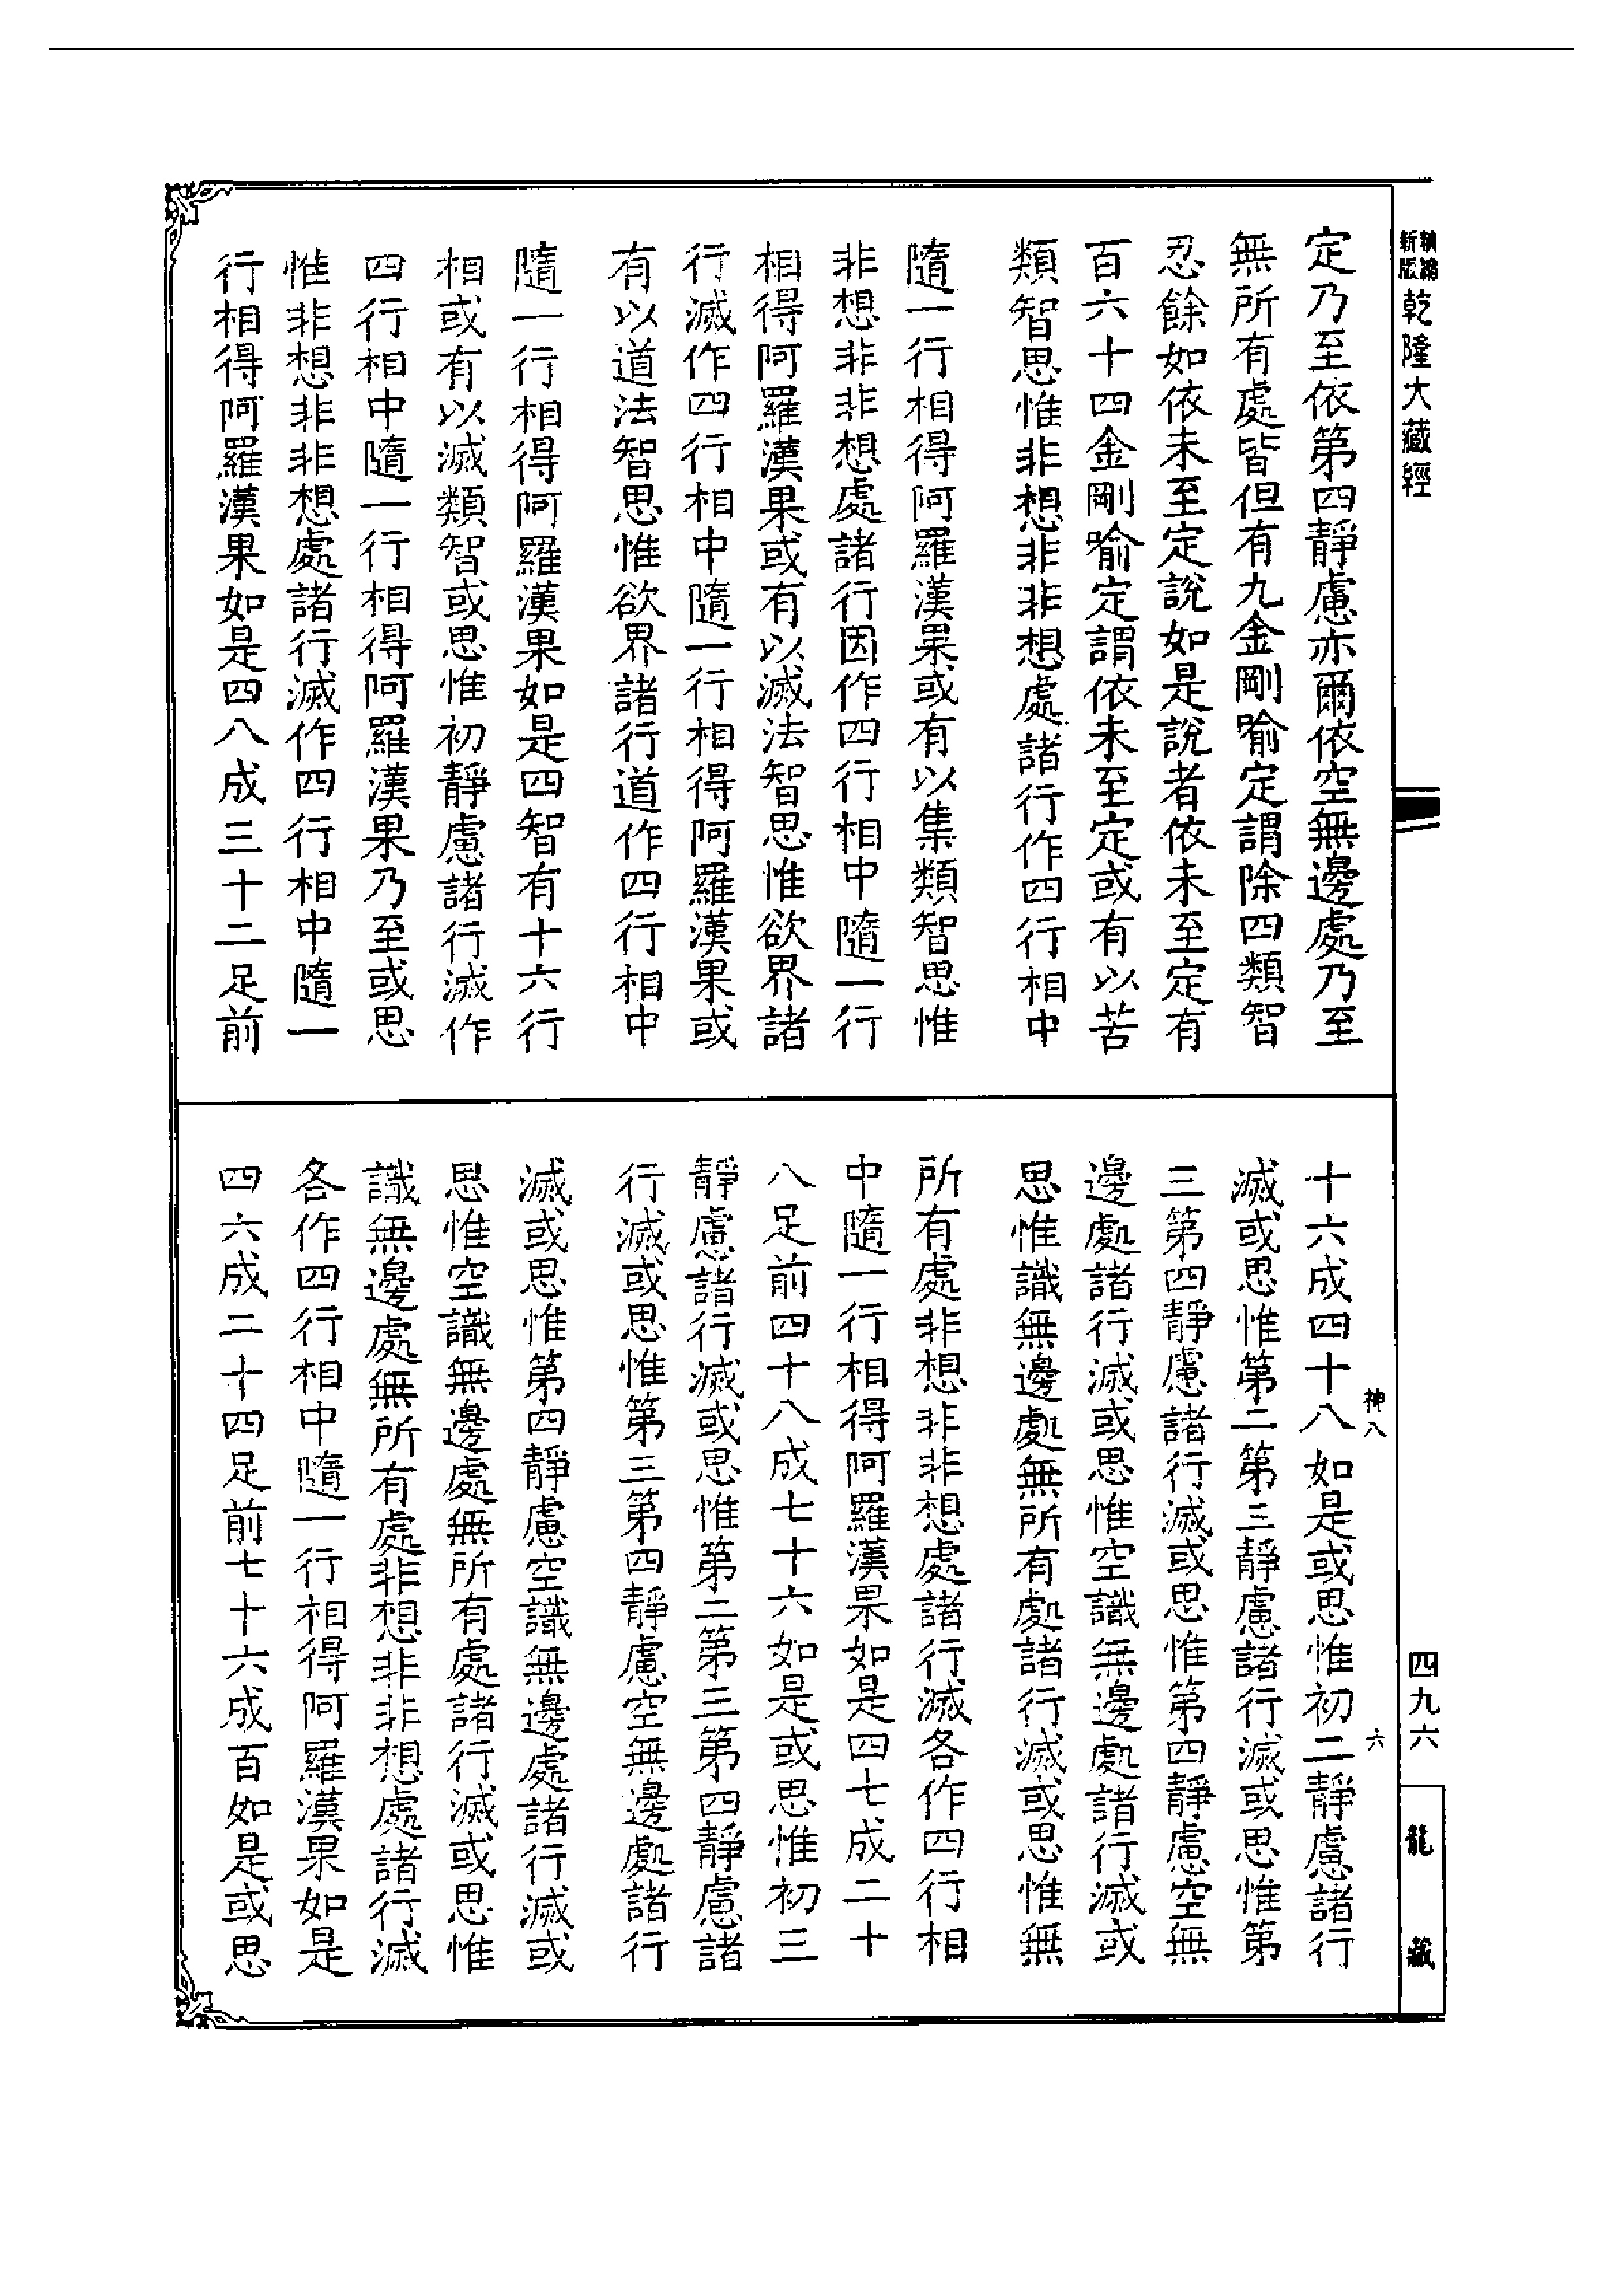 新版精縮乾隆大藏經
定乃至依第四靜慮亦爾依空無邊處乃至
無所有處皆但有九金剛喻定謂除四類智
忍餘如依未至定說如是說者依未至定有
百六十四金剛喻定謂依未至定或有以苦
類智思惟非想非非想處諸行作四行相中
隨一行相得阿羅漢果或有以集類智思惟
非想非非想處諸行因作四行相中隨一行
相得阿羅漢果或有以滅法智思惟欲界諸
行滅作四行相中隨一行相得阿羅漢果或
有以道法智思惟欲界諸行道作四行相中
隨一行相得阿羅漢果如是四智有十六行
相或有以滅類智或思惟初靜慮諸行滅作
四行相中隨一行相得阿羅漢果乃至或思
惟非想非非想處諸行滅作四行相中隨一
行相得阿羅漢果如是四八成三十二足前
神八
六
十六成四十八如是或思惟初二靜慮諸行
滅或思惟第二第三靜慮諸行滅或思惟第
三第四靜慮諸行滅或思惟第四靜慮空無
邊處諸行滅或思惟空識無邊處諸行滅或
思惟識無邊處無所有處諸行滅或思惟無
所有處非想非非想處諸行滅各作四行相
中隨一行相得阿羅漢果如是四七成二十
八足前四十八成七十六如是或思惟初三
靜慮諸行滅或思惟第二第三第四靜慮諸
行滅或思惟第三第四靜慮空無邊處諸行
滅或思惟第四靜慮空識無邊處諸行滅或
思惟空識無邊處無所有處諸行滅或思惟
識無邊處無所有處非想非非想處諸行滅
各作四行相中隨一行相得阿羅漢果如是
四六成二十四足前七十六成百如是或思
四九六
龍藏